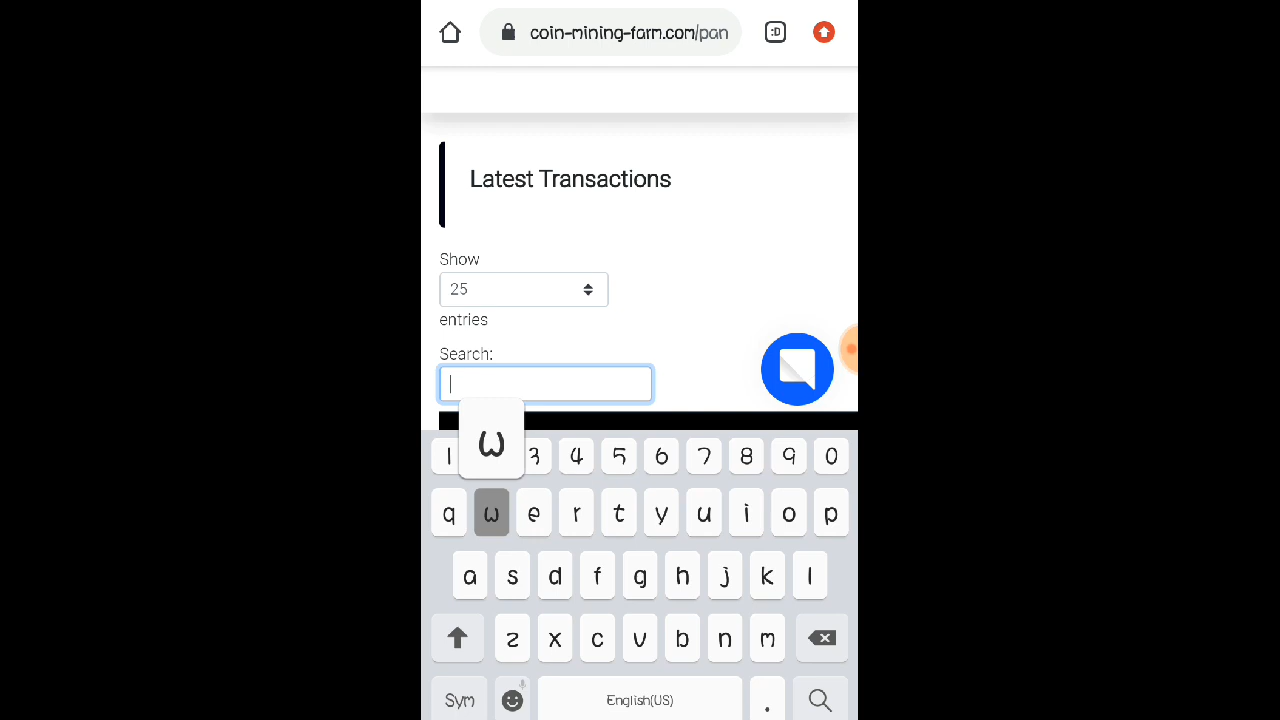 :D
coin-mining-farm.com/pan
Latest Transactions
Show
25
entries
Search:
w
1 3 4 5 6 7 8 9 0
q w e r t y u i o p
a s d f g h j k l
z x c v b n m
Sym English(US) .